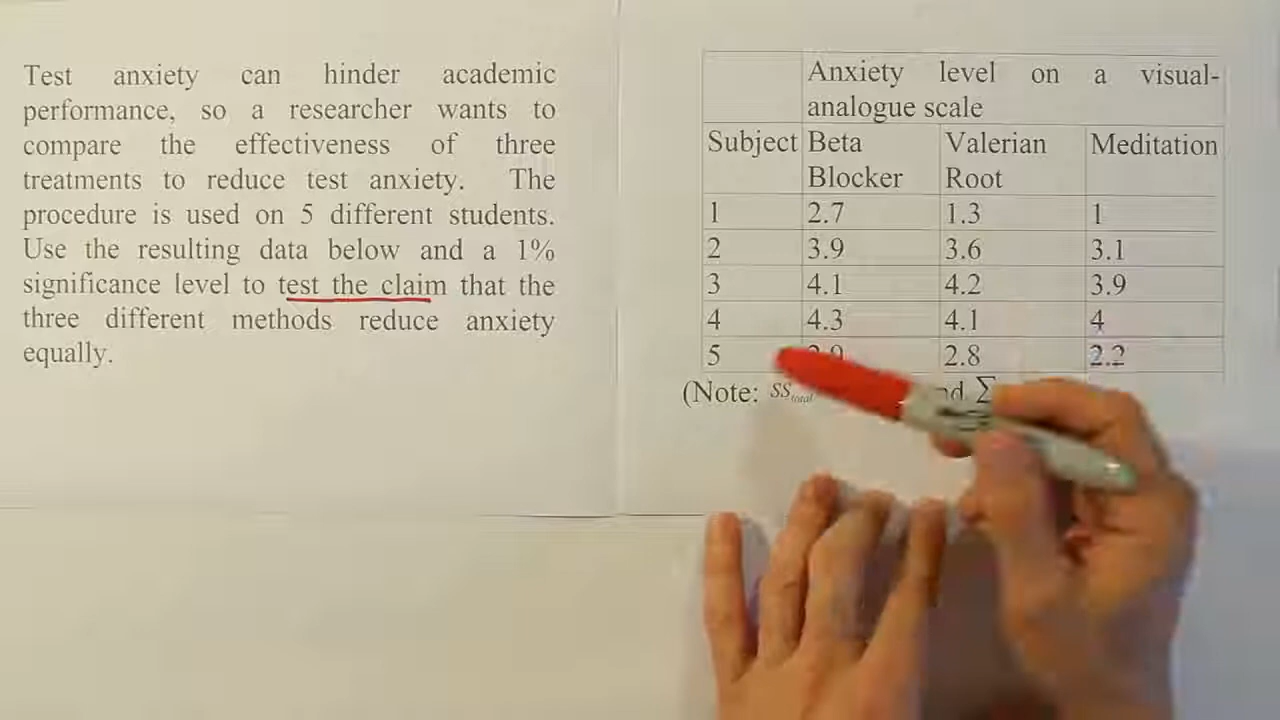 Test anxiety can hinder academic
performance, so a researcher wants to
compare the effectiveness of three
treatments to reduce test anxiety. The
procedure is used on 5 different students.
Use the resulting data below and a 1%
significance level to test the claim that the
three different methods reduce anxiety
equally.
Anxiety level on a visual-
analogue scale
Subject Beta Blocker Valerian Root Meditation
1 2.7 1.3 1
2 3.9 3.6 3.1
3 4.1 4.2 3.9
4 4.3 4.1 4
5 2.8 2.2
(Note: SS_total Σ